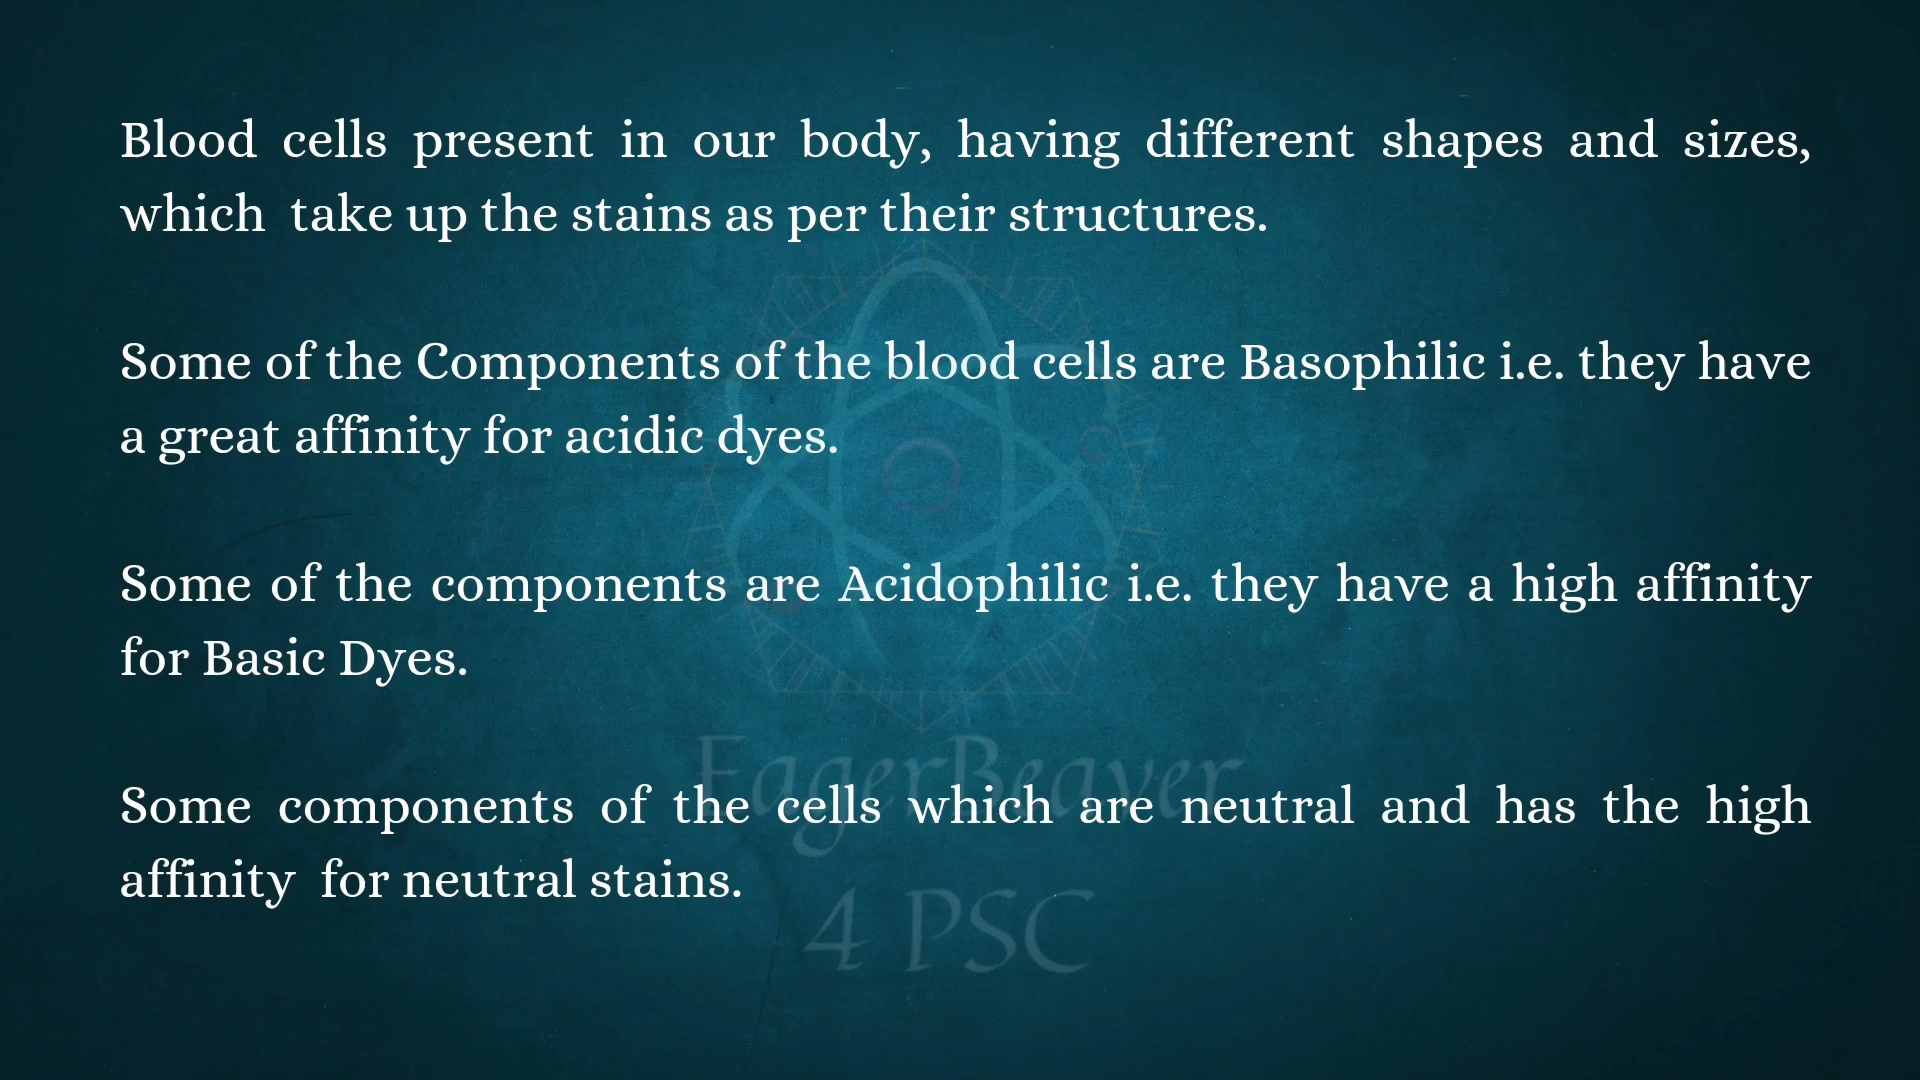 Blood cells present in our body, having different shapes and sizes,
which take up the stains as per their structures.
Some of the Components of the blood cells are Basophilic i.e. they have
a great affinity for acidic dyes.
Some of the components are Acidophilic i.e. they have a high affinity
for Basic Dyes.
EagerBeaver
Some components of the cells which are neutral and has the high
affinity for neutral stains.
4 PSC